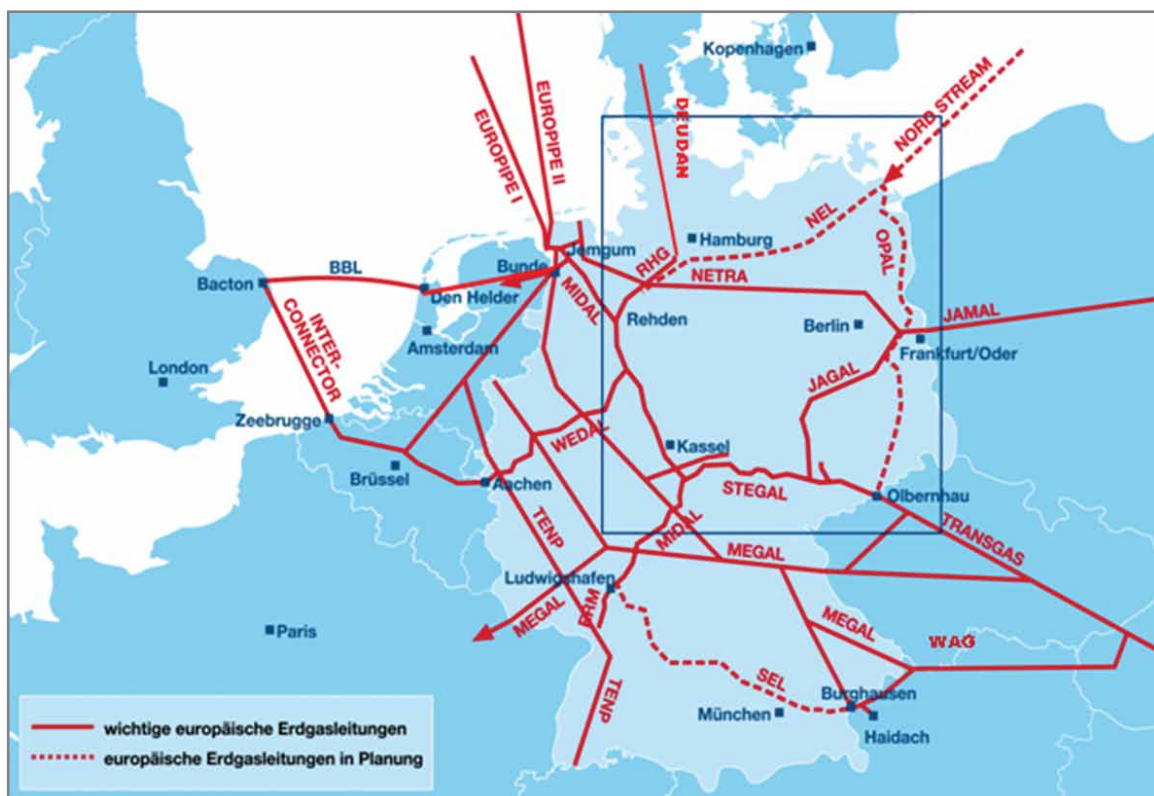 Kopenhagen
NORD STREAM
DEUDAN
EUROPIPE II
EUROPIPE I
NEL
Hamburg
OPAL
Jemgum
RHG
Bunde
BBL
NETRA
Bacton
Den Helder
MIDAL
JAMAL
Rehden
Berlin
INTER-
CONNECTOR
Amsterdam
Frankfurt/Oder
London
JAGAL
Zeebrugge
WEDAL
Kassel
Brüssel
Aachen
STEGAL
Olbernhau
TENP
MIDAL
TRANSGAS
MEGAL
Ludwigshafen
MEGAL
ERM
MEGAL
Paris
WAG
SEL
TENP
Burghausen
München
Haidach
wichtige europäische Erdgasleitungen
europäische Erdgasleitungen in Planung